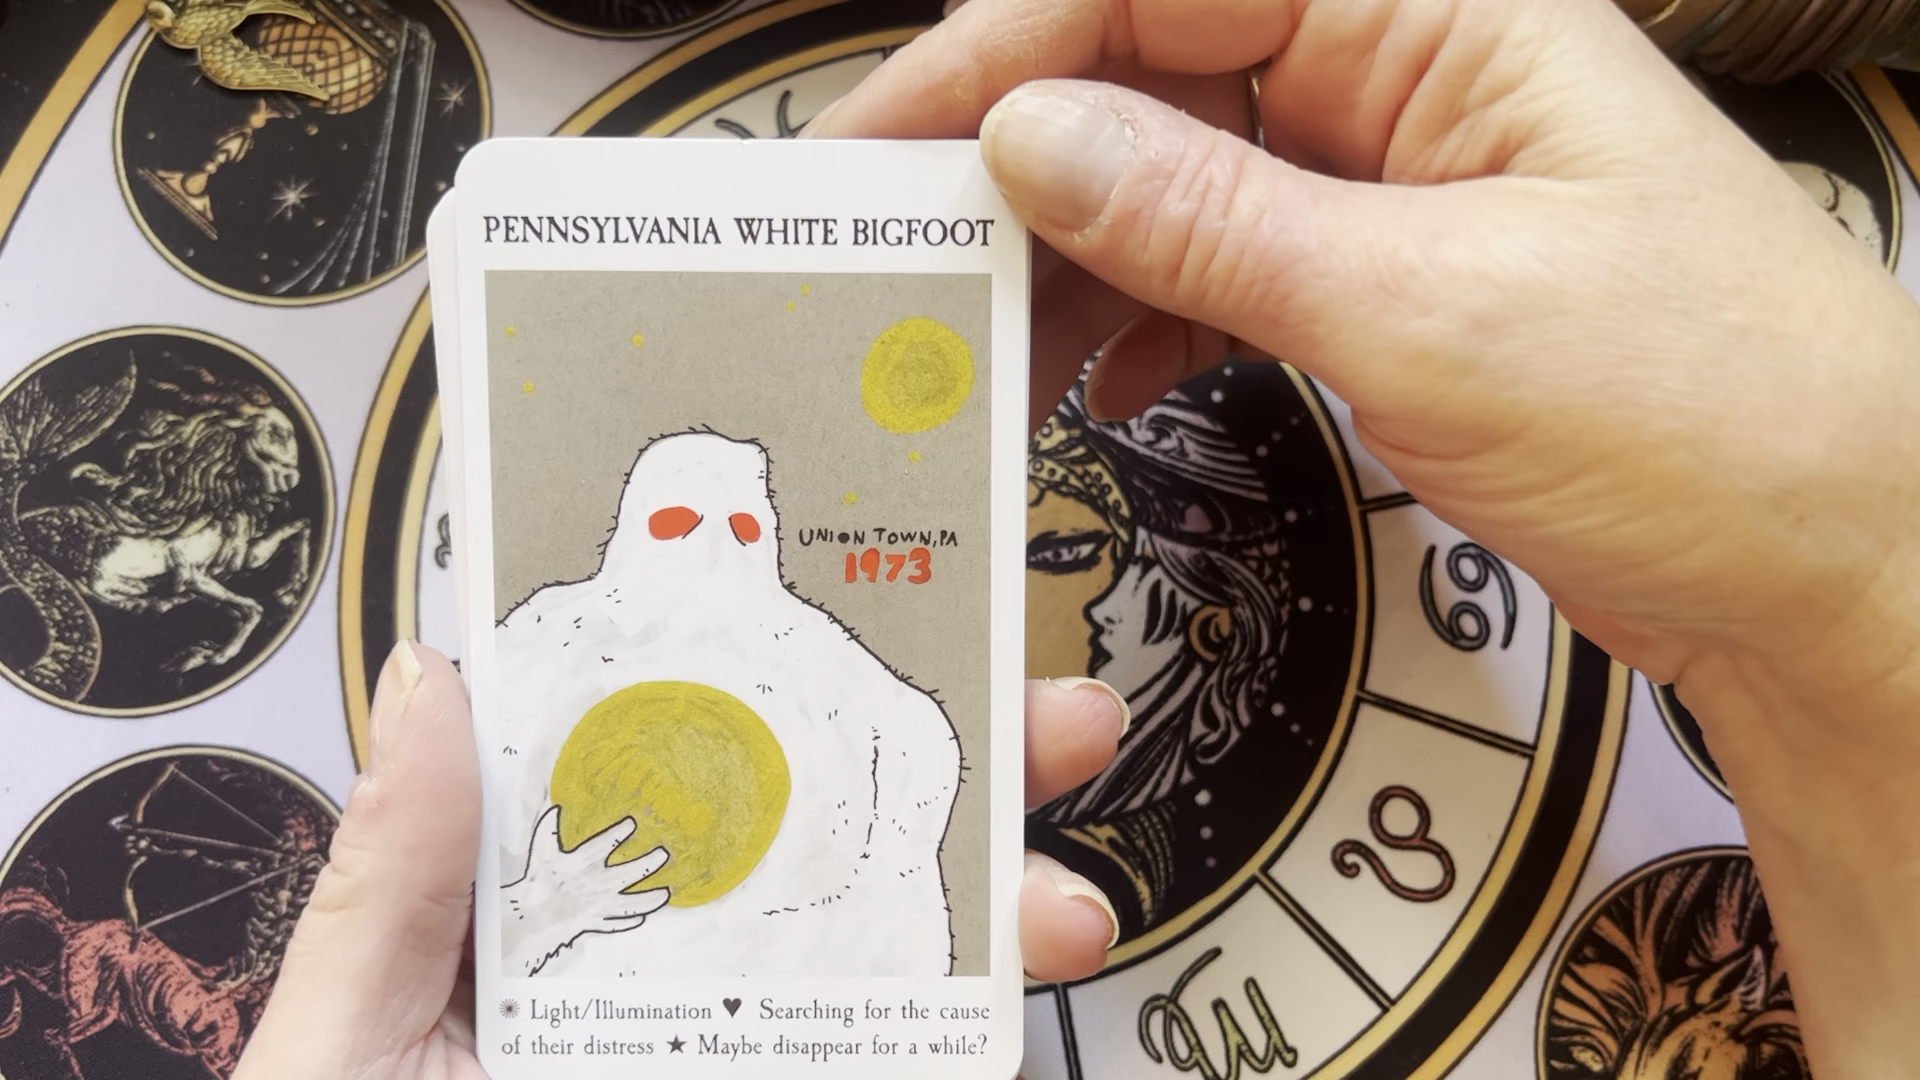 PENNSYLVANIA WHITE BIGFOOT
UNION TOWN, PA
1973
Light/Illumination ♥ Searching for the cause
of their distress ★ Maybe disappear for a while?